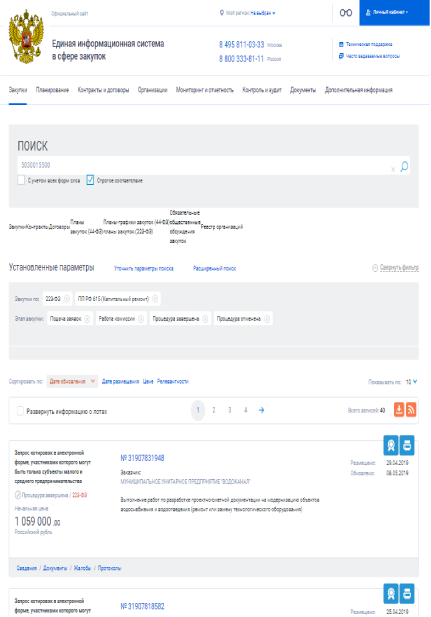 Официальный сайт
Мой регион: Не выбран
Личный кабинет
Единая информационная система
в сфере закупок
8 495 811-03-33 Москва
8 800 333-81-11 Россия
Техническая поддержка
Часто задаваемые вопросы
Закупки Планирование Контракты и договоры Организации Мониторинг и отчетность Контроль и аудит Документы Дополнительная информация
ПОИСК
5030015500
С учетом всех форм слов Строгое соответствие
Обязательные
Планы Планы-графики закупок (44-ФЗ) общественные
Закупки Контракты Договоры закупок (44-ФЗ) планы закупок (223-ФЗ) обсуждения Реестр организаций
закупок
Установленные параметры Уточнить параметры поиска Расширенный поиск Свернуть фильтр
Закупки по: 223-ФЗ ПП РФ 615 (Капитальный ремонт)
Этап закупки: Подача заявок Работа комиссии Процедура завершена Процедура отменена
Сортировать по: Дате обновления Дате размещения Цене Релевантности Показывать по: 10
Развернуть информацию о лотах 1 2 3 4 Всего записей: 40
Запрос котировок в электронной
форме, участниками которого могут
быть только субъекты малого и
среднего предпринимательства
Процедура завершена / 223-ФЗ
Начальная цена
1 059 000 ,00
Российский рубль
№ 31907831948
Заказчик:
МУНИЦИПАЛЬНОЕ УНИТАРНОЕ ПРЕДПРИЯТИЕ "ВОДОКАНАЛ"
Выполнение работ по разработке проектно-сметной документации на модернизацию объектов
водоснабжения и водоотведения (ремонт или замену технологического оборудования)
Размещено: 29.04.2019
Обновлено: 08.05.2019
Сведения / Документы / Жалобы / Протоколы
Запрос котировок в электронной
форме, участниками которого могут
№ 31907818582
Размещено: 25.04.2019